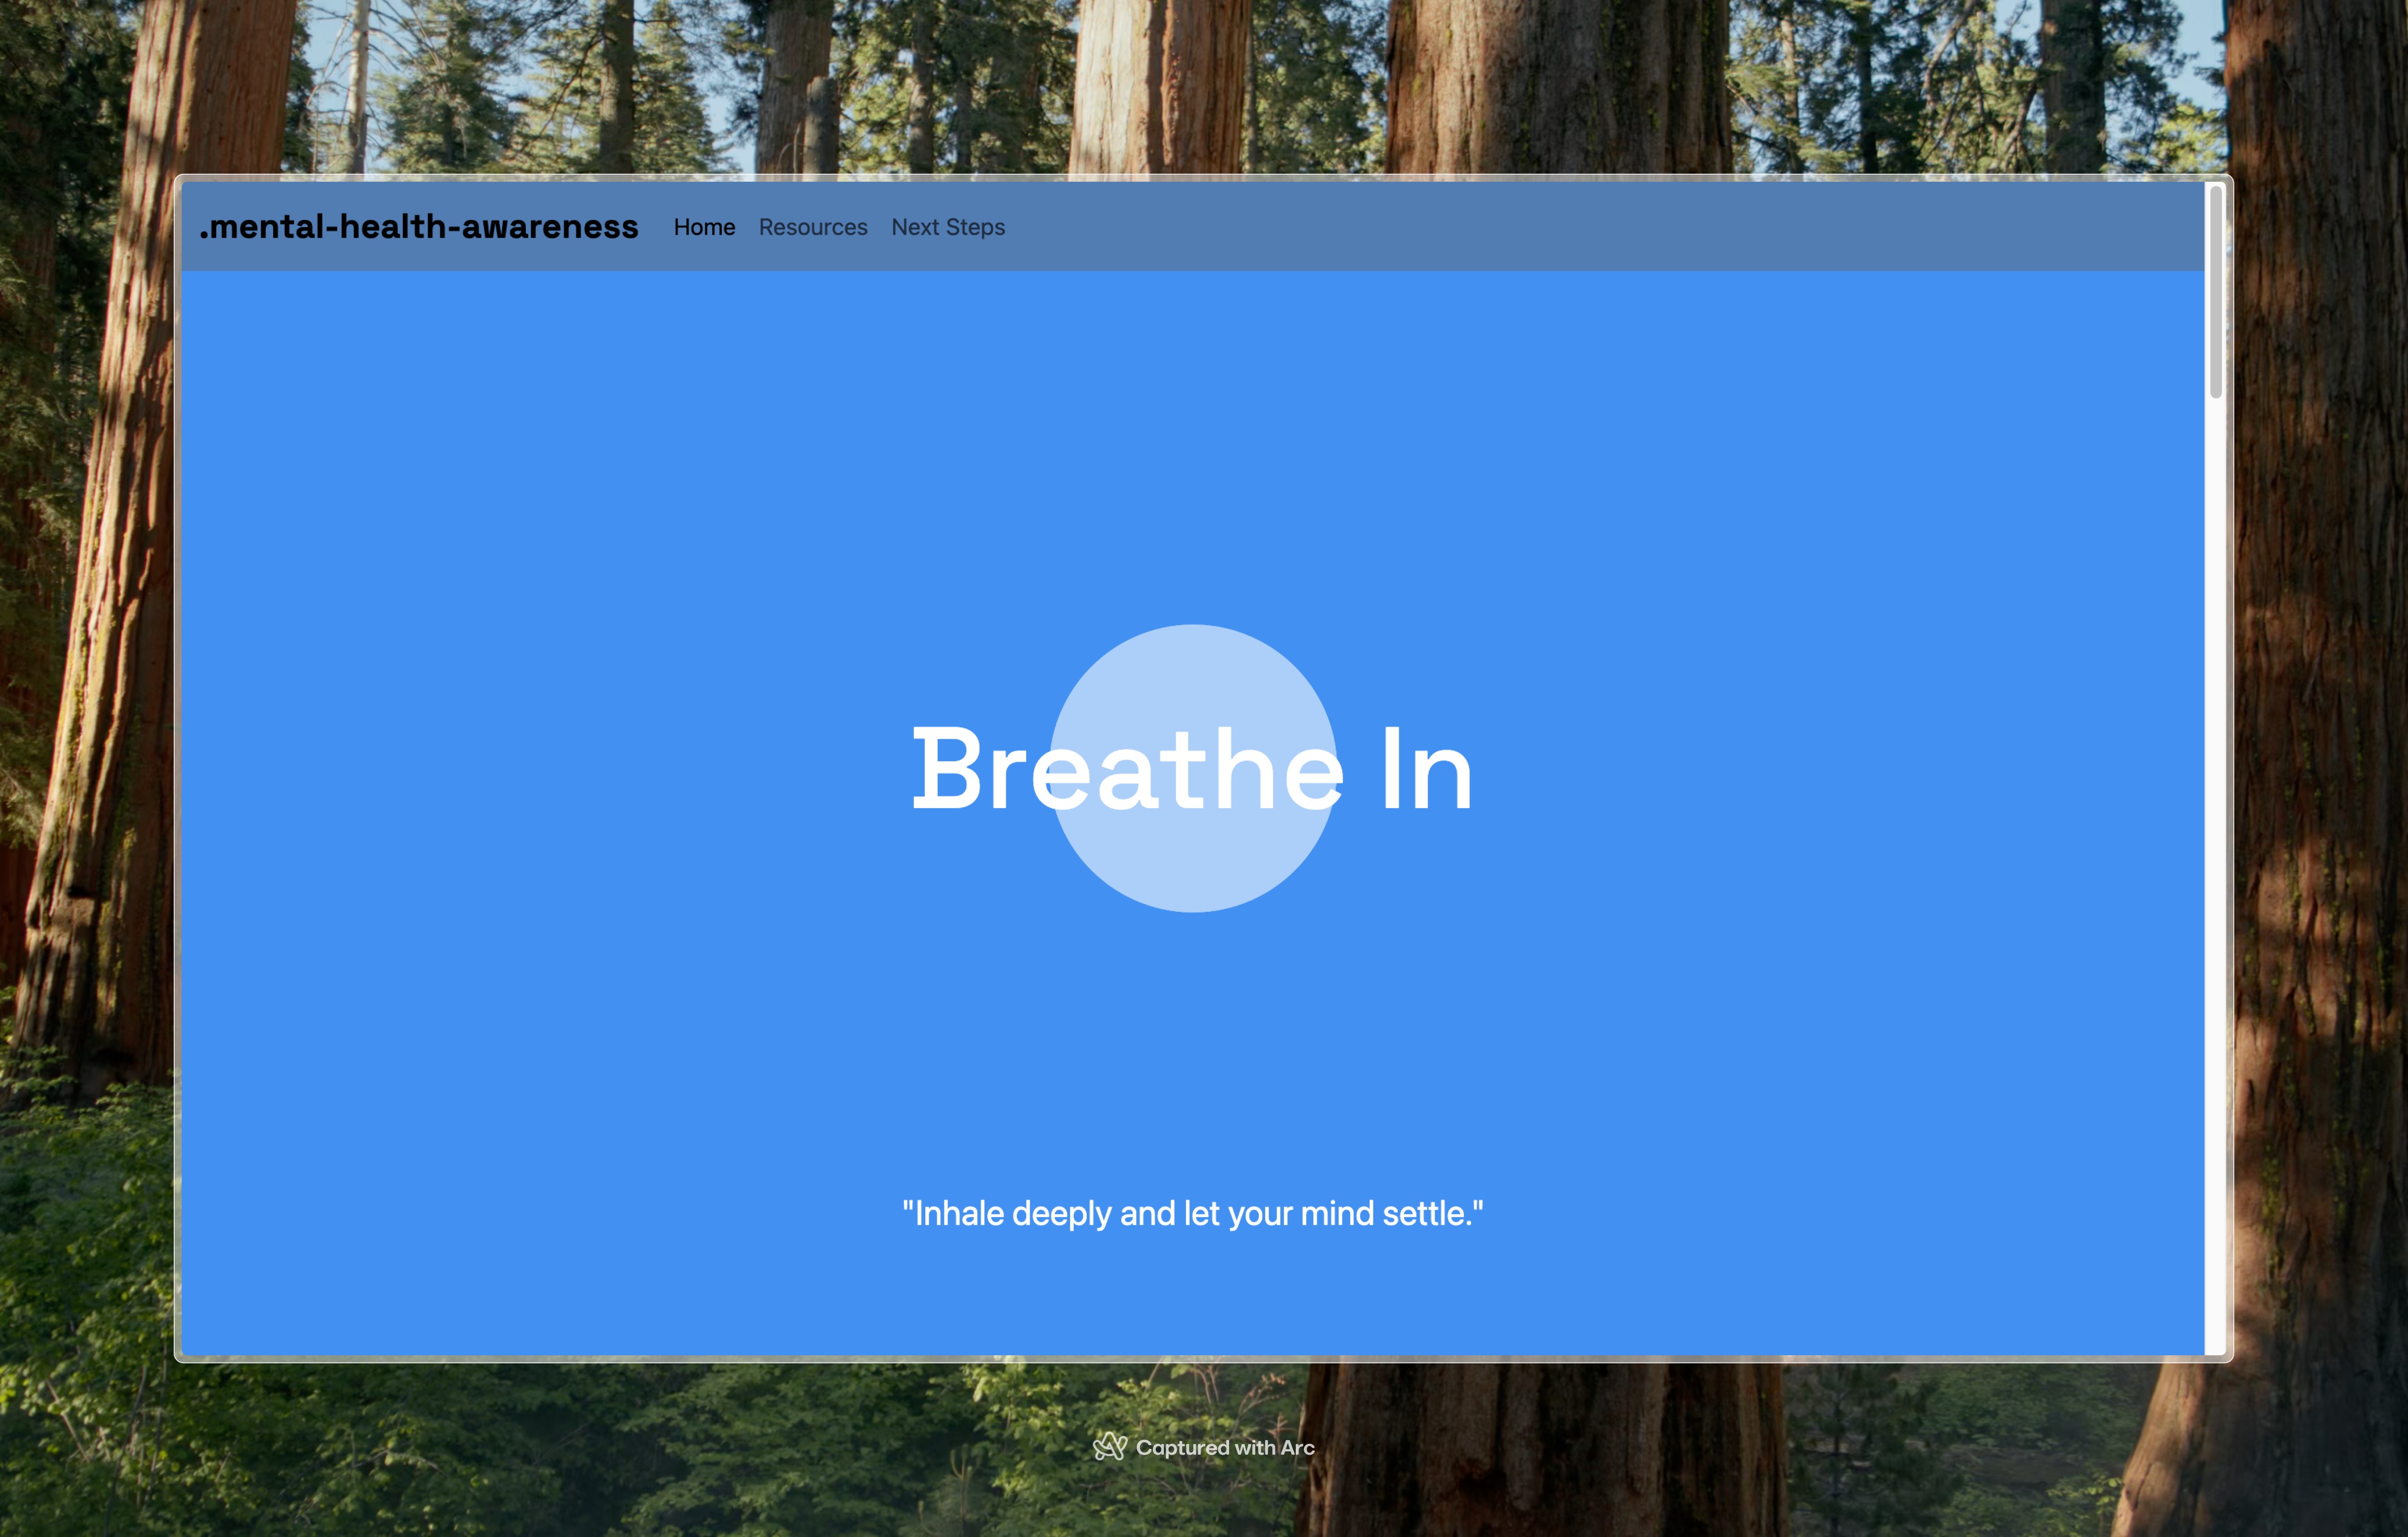 .mental-health-awareness Home Resources Next Steps
Breathe In
"Inhale deeply and let your mind settle."
Captured with Arc